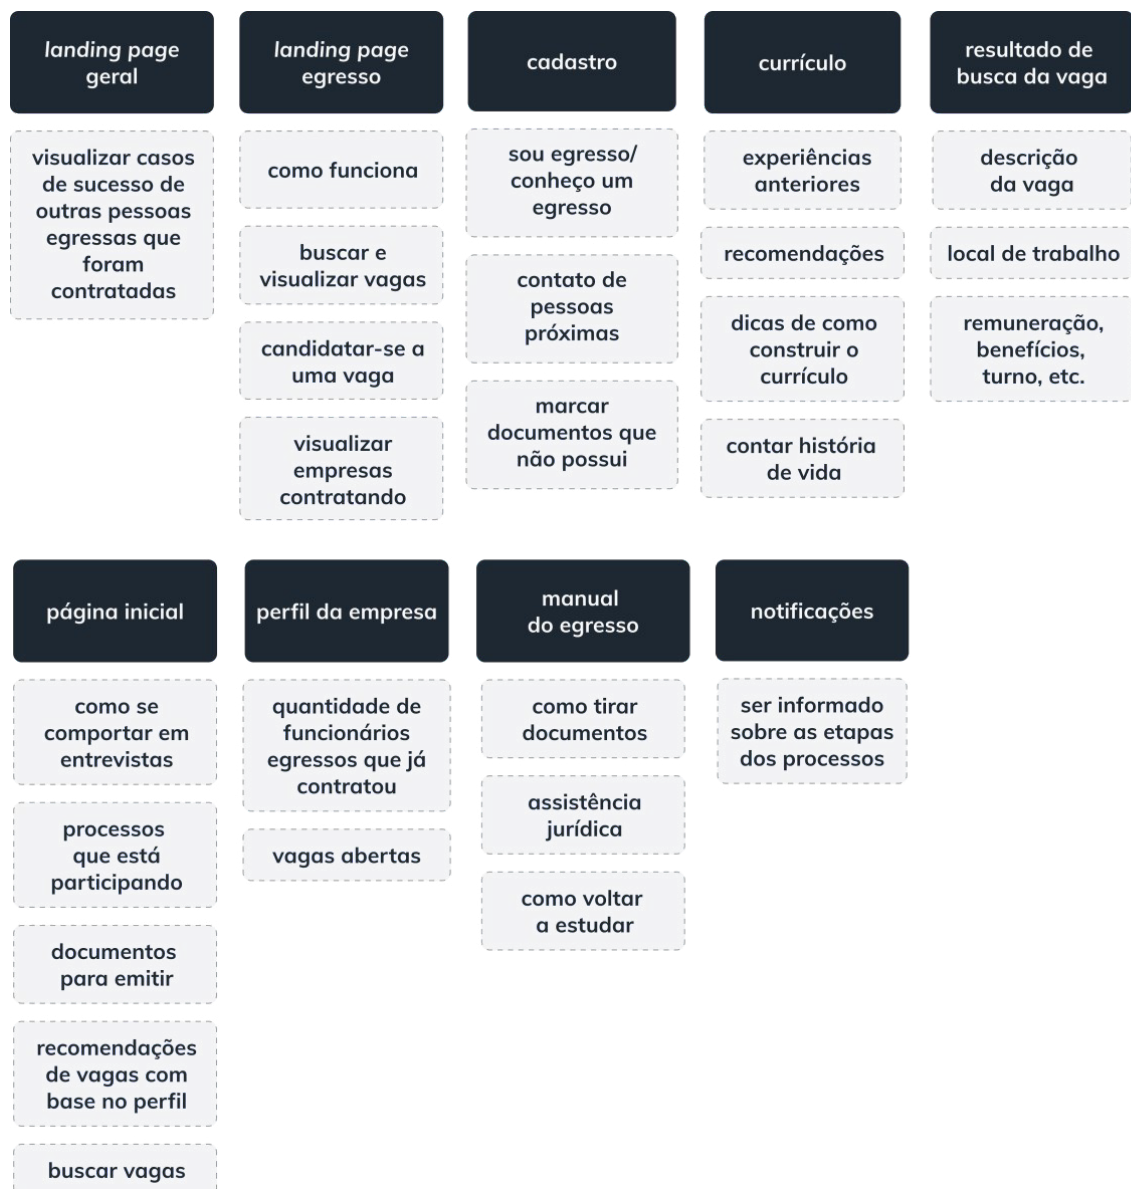 landing page
geral
visualizar casos
de sucesso de
outras pessoas
egressas que
foram
contratadas
landing page
egresso
como funciona
buscar e
visualizar vagas
candidatar-se a
uma vaga
visualizar
empresas
contratando
cadastro
sou egresso/
conheço um
egresso
contato de
pessoas
próximas
marcar
documentos que
não possui
currículo
experiências
anteriores
recomendações
dicas de como
construir o
currículo
contar história
de vida
resultado de
busca da vaga
descrição
da vaga
local de trabalho
remuneração,
benefícios,
turno, etc.
página inicial
como se
comportar em
entrevistas
processos
que está
participando
documentos
para emitir
recomendações
de vagas com
base no perfil
buscar vagas
perfil da empresa
quantidade de
funcionários
egressos que já
contratou
vagas abertas
manual
do egresso
como tirar
documentos
assistência
jurídica
como voltar
a estudar
notificações
ser informado
sobre as etapas
dos processos